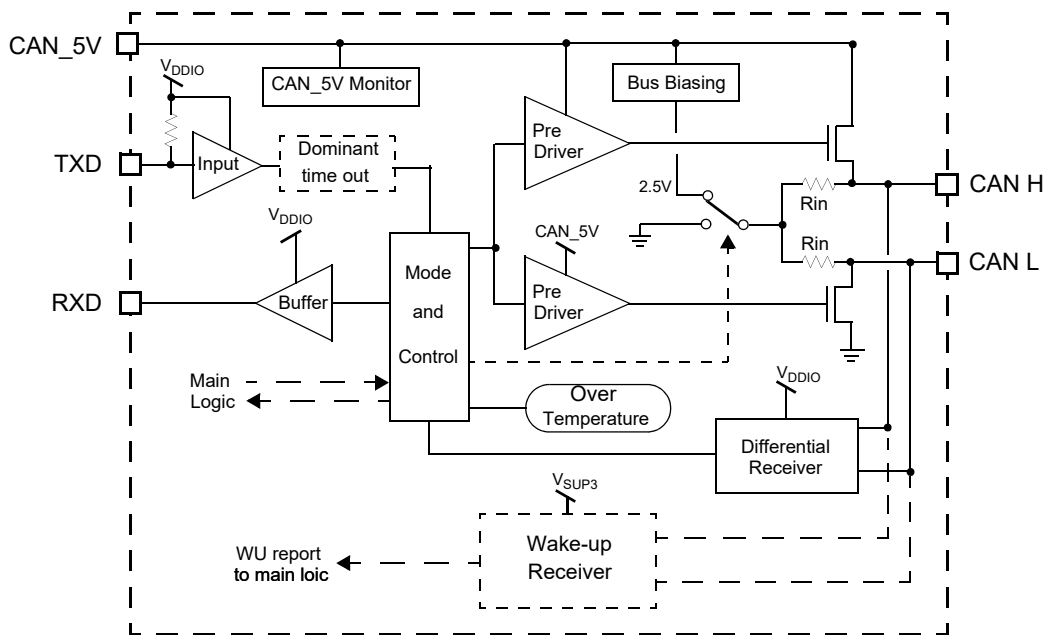 CAN_5V
VDDIO
CAN_5V Monitor
Bus Biasing
TXD
Input
Dominant
time out
Pre
Driver
2.5V
Rin
CAN H
VDDIO
CAN_5V
Rin
CAN L
RXD
Buffer
Mode
and
Control
Pre
Driver
Main
Logic
Over
Temperature
VDDIO
Differential
Receiver
VSUP3
Wake-up
Receiver
WU report
to main loic